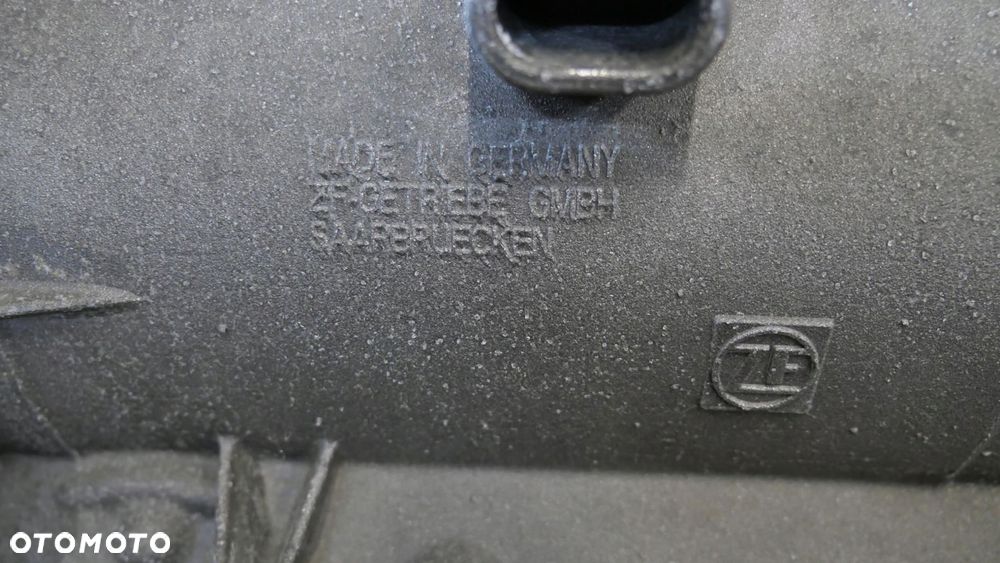 MADE IN GERMANY
ZF-GETRIEBE GMBH
SAARBRUECKEN
ZF
OTOMOTO